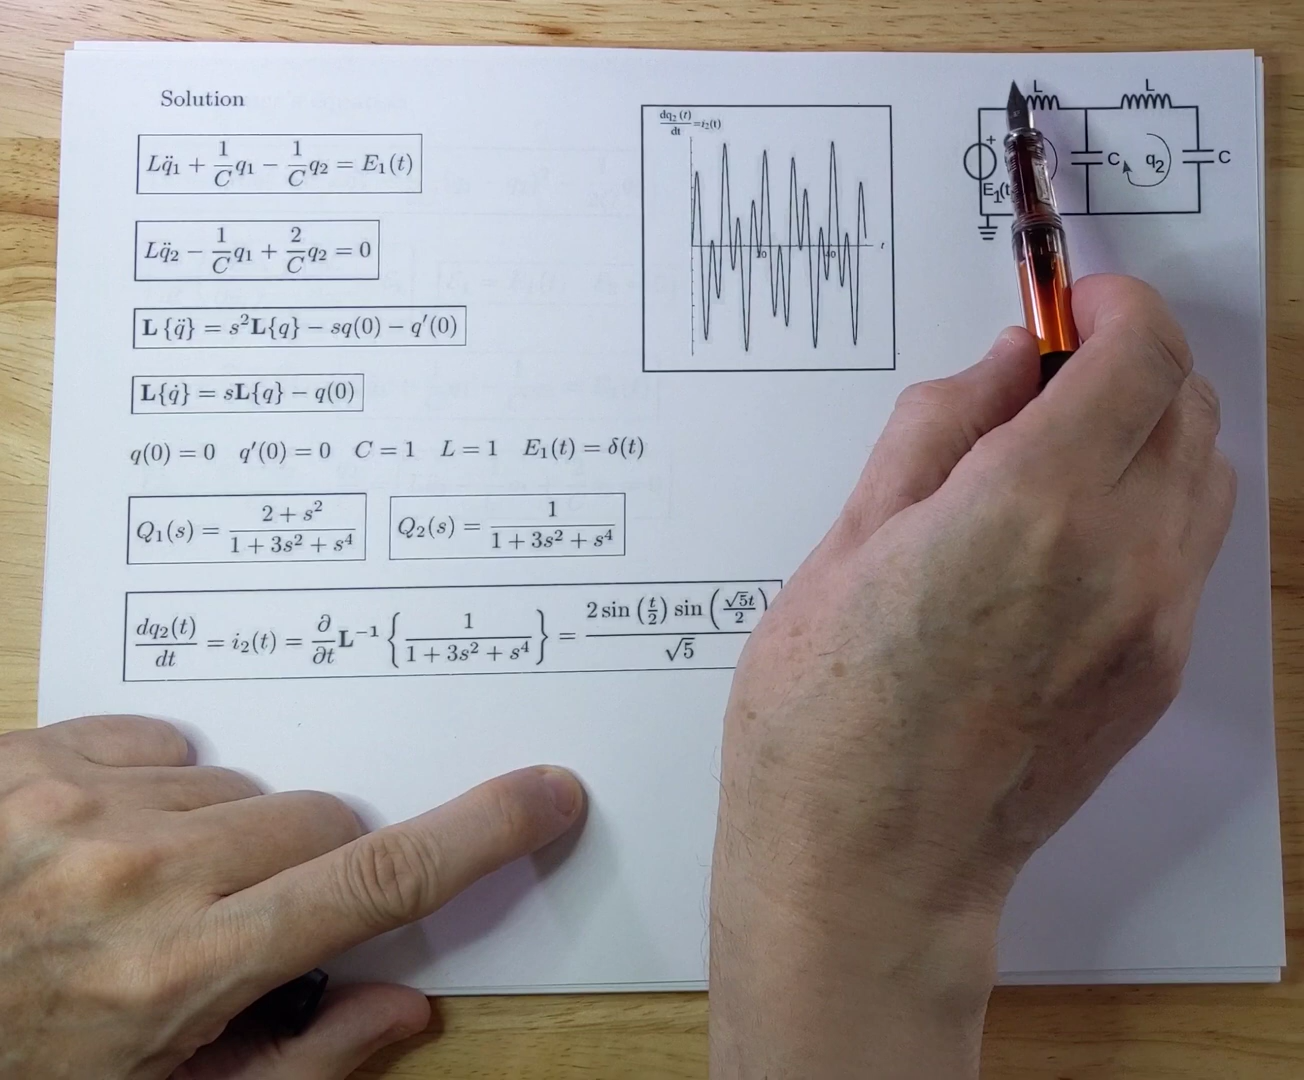 Solution
Lq̈₁ + 1/C q₁ − 1/C q₂ = E₁(t)
Lq̈₂ − 1/C q₁ + 2/C q₂ = 0
L {q̈} = s²L{q} − sq(0) − q′(0)
L{q̇} = sL{q} − q(0)
q(0) = 0 q′(0) = 0 C = 1 L = 1 E₁(t) = δ(t)
Q₁(s) = (2 + s²)/(1 + 3s² + s⁴) Q₂(s) = 1/(1 + 3s² + s⁴)
dq₂(t)/dt = i₂(t) = ∂/∂t L⁻¹ {1/(1 + 3s² + s⁴)} = 2 sin (t/2) sin (√5t/2)/√5
dq₂(t)/dt =i₂(t)
t
40
L L
+
C q₂ C
E₁(t